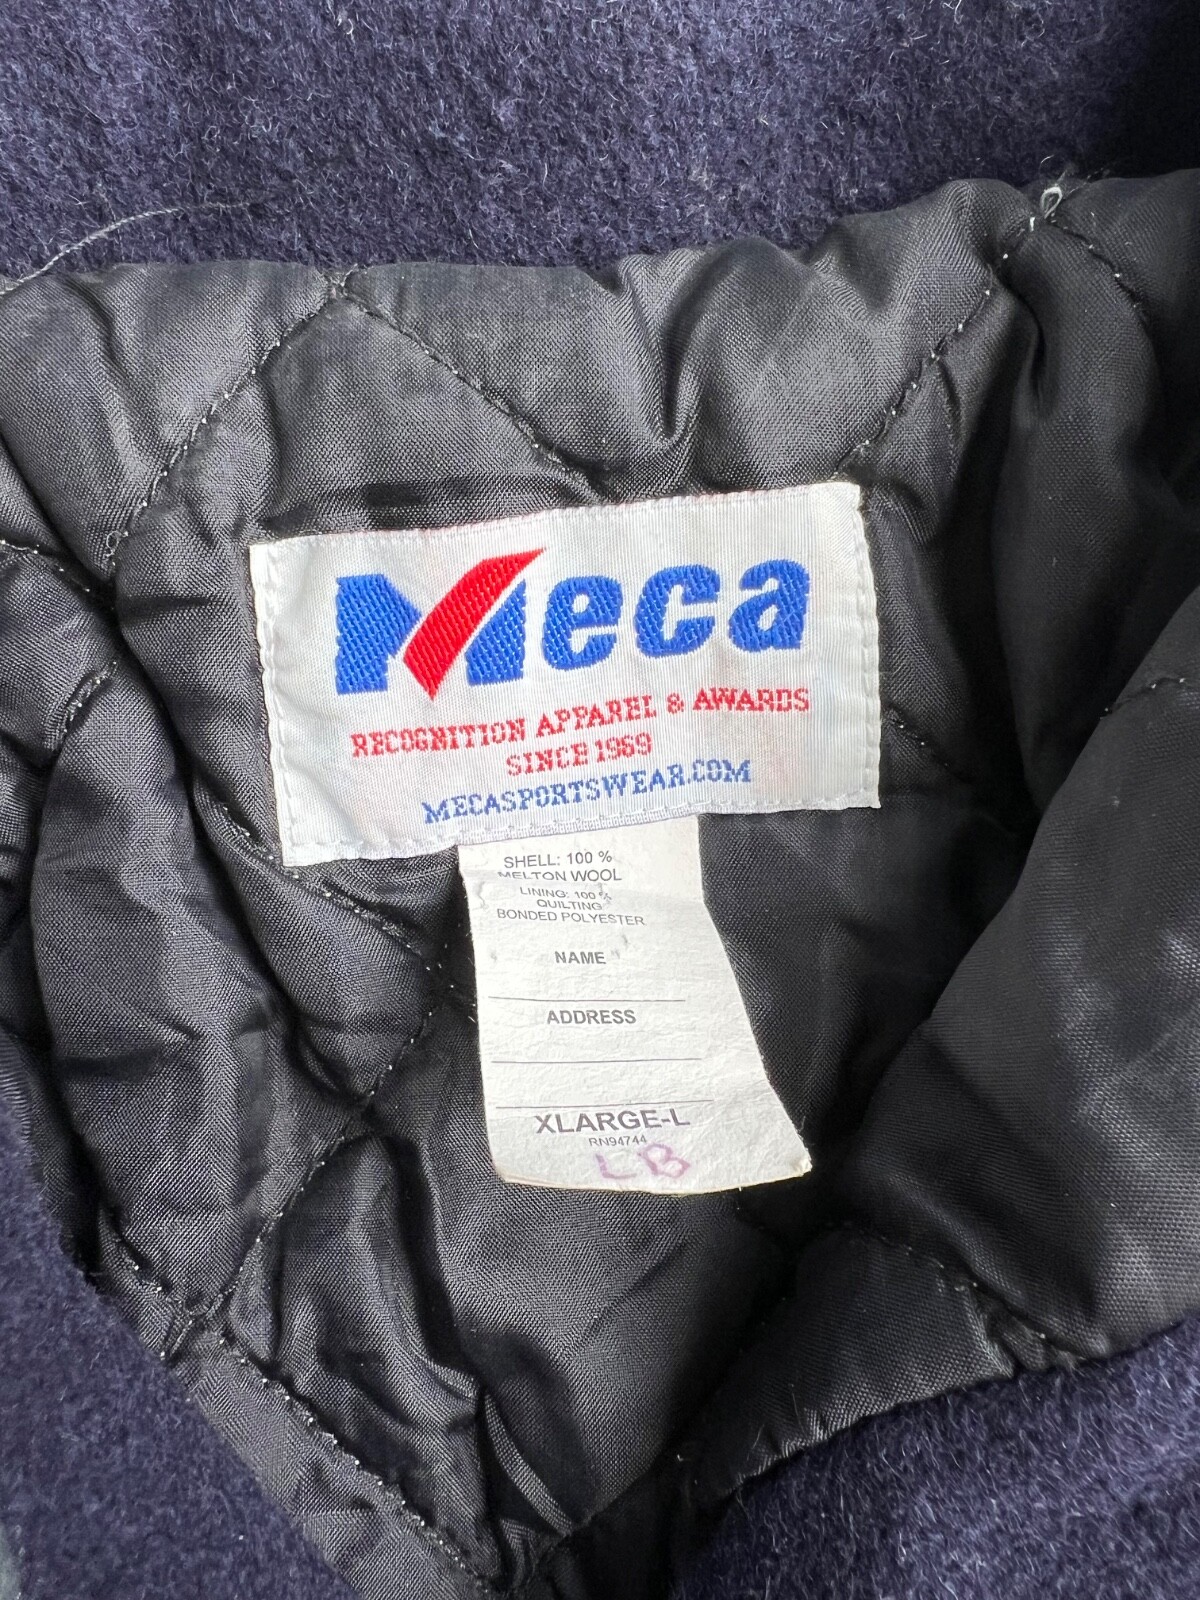 Meca
RECOGNITION APPAREL & AWARDS
SINCE 1969
MECASPORTSWEAR.COM
SHELL: 100 %
MELTON WOOL
LINING: 100 %
QUILTING
BONDED POLYESTER
NAME
ADDRESS
XLARGE-L
RN94744
LB